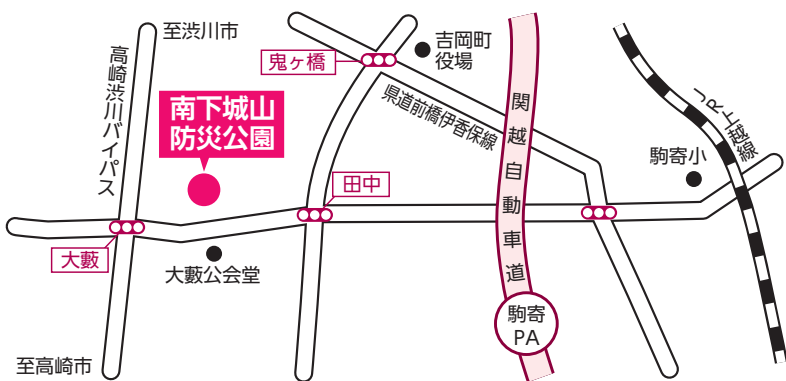 至渋川市
高崎渋川バイパス
南下城山
防災公園
鬼ヶ橋
吉岡町
役場
県道前橋伊香保線
関越自動車道
JR上越線
駒寄小
田中
大藪
大藪公会堂
駒寄
PA
至高崎市